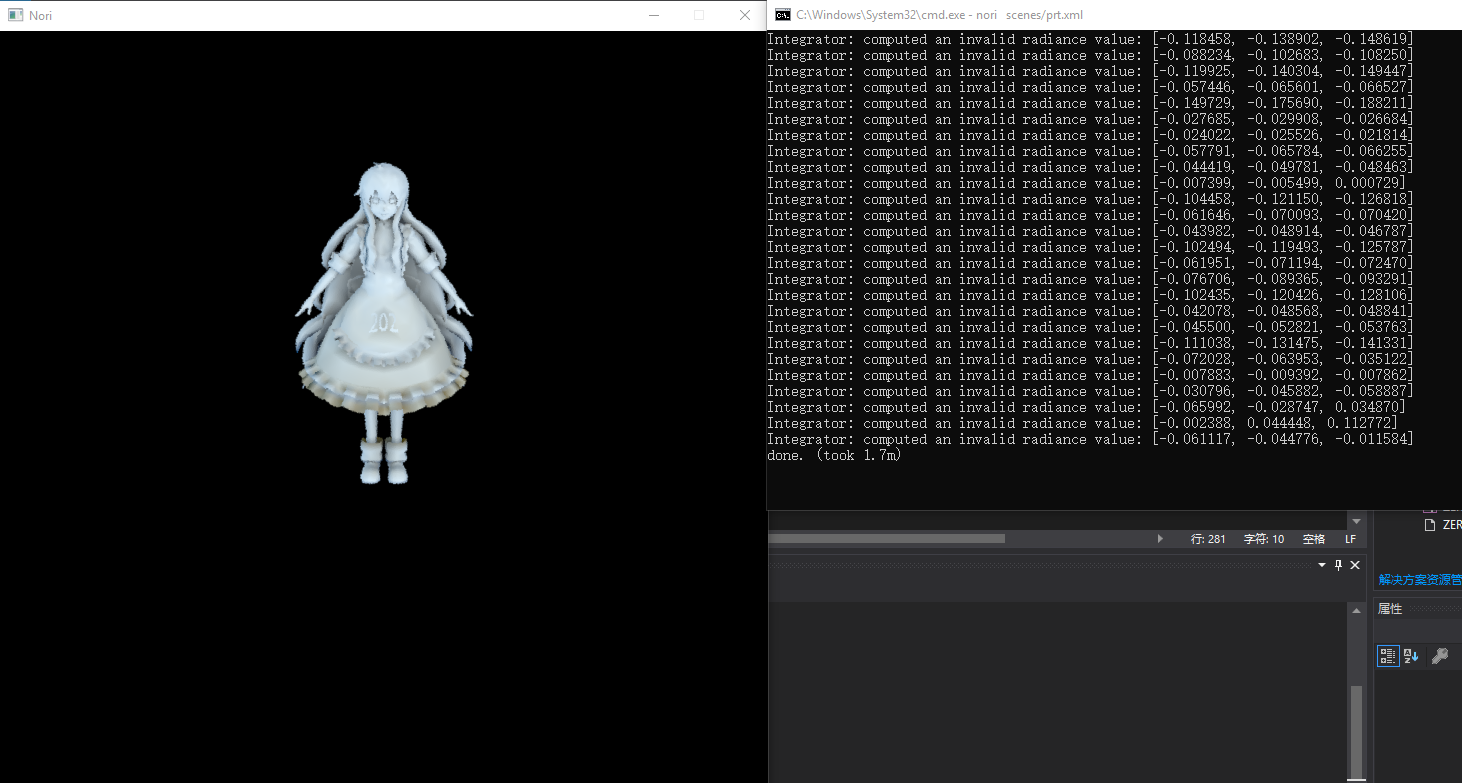 Nori
C:\Windows\System32\cmd.exe - nori scenes/prt.xml
Integrator: computed an invalid radiance value: [-0.118458, -0.138902, -0.148619]
Integrator: computed an invalid radiance value: [-0.088234, -0.102683, -0.108250]
Integrator: computed an invalid radiance value: [-0.119925, -0.140304, -0.149447]
Integrator: computed an invalid radiance value: [-0.057446, -0.065601, -0.066527]
Integrator: computed an invalid radiance value: [-0.149729, -0.175690, -0.188211]
Integrator: computed an invalid radiance value: [-0.027685, -0.029908, -0.026684]
Integrator: computed an invalid radiance value: [-0.024022, -0.025526, -0.021814]
Integrator: computed an invalid radiance value: [-0.057791, -0.065784, -0.066255]
Integrator: computed an invalid radiance value: [-0.044419, -0.049781, -0.048463]
Integrator: computed an invalid radiance value: [-0.007399, -0.005499, 0.000729]
Integrator: computed an invalid radiance value: [-0.104458, -0.121150, -0.126818]
Integrator: computed an invalid radiance value: [-0.061646, -0.070093, -0.070420]
Integrator: computed an invalid radiance value: [-0.043982, -0.048914, -0.046787]
Integrator: computed an invalid radiance value: [-0.102494, -0.119493, -0.125787]
Integrator: computed an invalid radiance value: [-0.061951, -0.071194, -0.072470]
Integrator: computed an invalid radiance value: [-0.076706, -0.089365, -0.093291]
Integrator: computed an invalid radiance value: [-0.102435, -0.120426, -0.128106]
Integrator: computed an invalid radiance value: [-0.042078, -0.048568, -0.048841]
Integrator: computed an invalid radiance value: [-0.045500, -0.052821, -0.053763]
Integrator: computed an invalid radiance value: [-0.111038, -0.131475, -0.141331]
Integrator: computed an invalid radiance value: [-0.072028, -0.063953, -0.035122]
Integrator: computed an invalid radiance value: [-0.007883, -0.009392, -0.007862]
Integrator: computed an invalid radiance value: [-0.030796, -0.045882, -0.058887]
Integrator: computed an invalid radiance value: [-0.065992, -0.028747, 0.034870]
Integrator: computed an invalid radiance value: [-0.002388, 0.044448, 0.112772]
Integrator: computed an invalid radiance value: [-0.061117, -0.044776, -0.011584]
done. (took 1.7m)
202
ZER
行: 281 字符: 10 空格 LF
解决方案资源管
属性